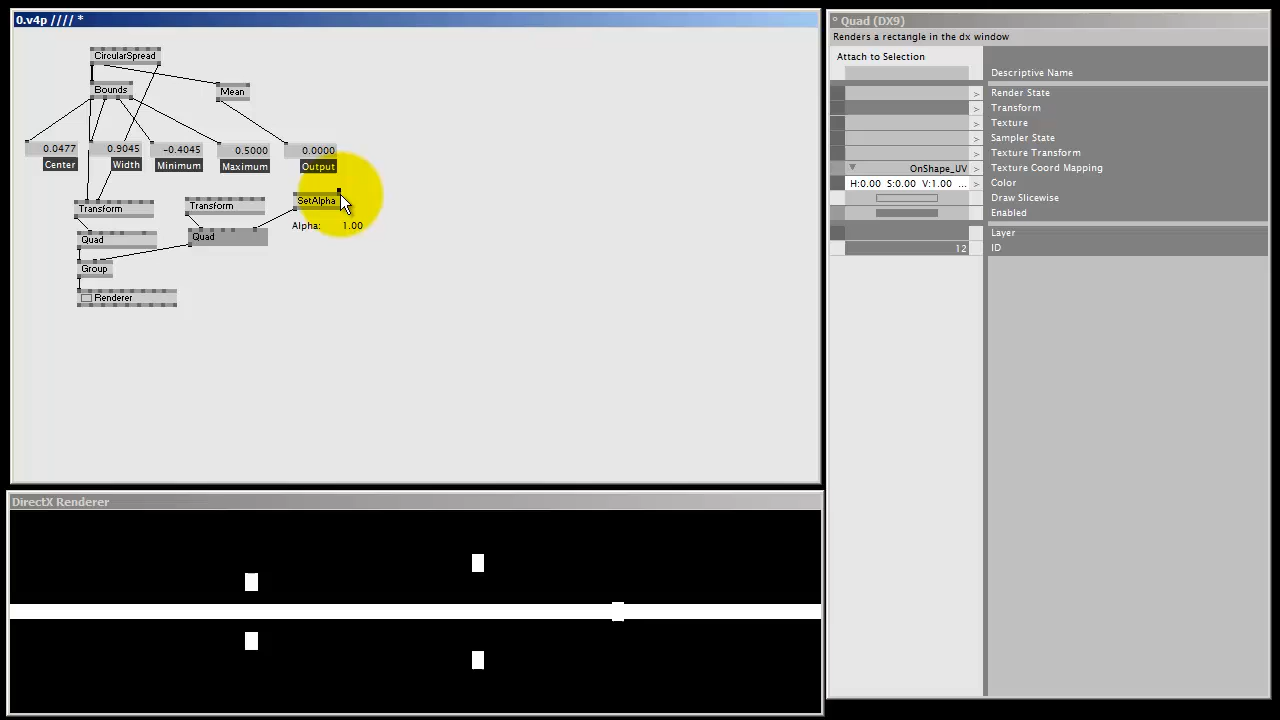 0.v4p //// *
CircularSpread
Bounds
Mean
0.0477
0.9045
-0.4045
0.5000
0.0000
Center
Width
Minimum
Maximum
Output
Transform
Transform
SetAlpha
Alpha: 1.00
Quad
Quad
Group
Renderer
DirectX Renderer
° Quad (DX9)
Renders a rectangle in the dx window
Attach to Selection
Descriptive Name
> Render State
Transform
> Texture
> Sampler State
> Texture Transform
OnShape_UV > Texture Coord Mapping
H:0.00 S:0.00 V:1.00 ... > Color
Draw Slicewise
Enabled
Layer
12 ID